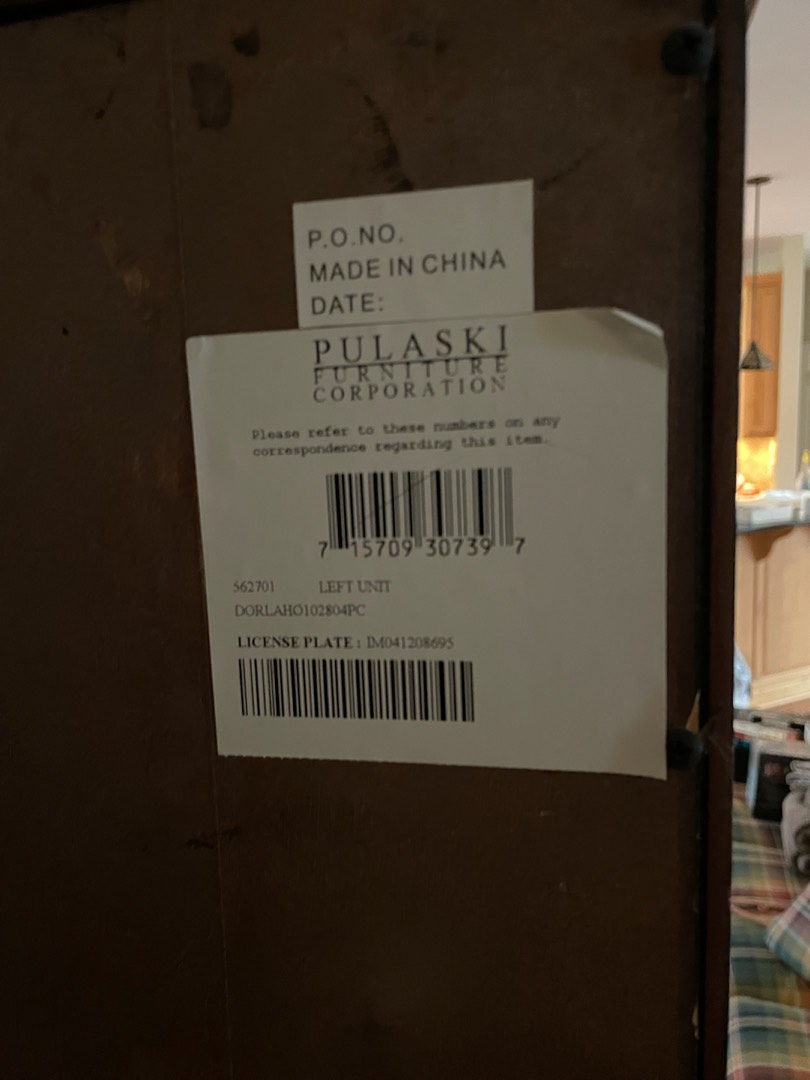 P.O.NO.
MADE IN CHINA
DATE:
PULASKI
FURNITURE
CORPORATION
Please refer to these numbers on any
correspondence regarding this item.
7 15709 30739 7
562701 LEFT UNIT
DORLAHO102804PC
LICENSE PLATE : IM041208695